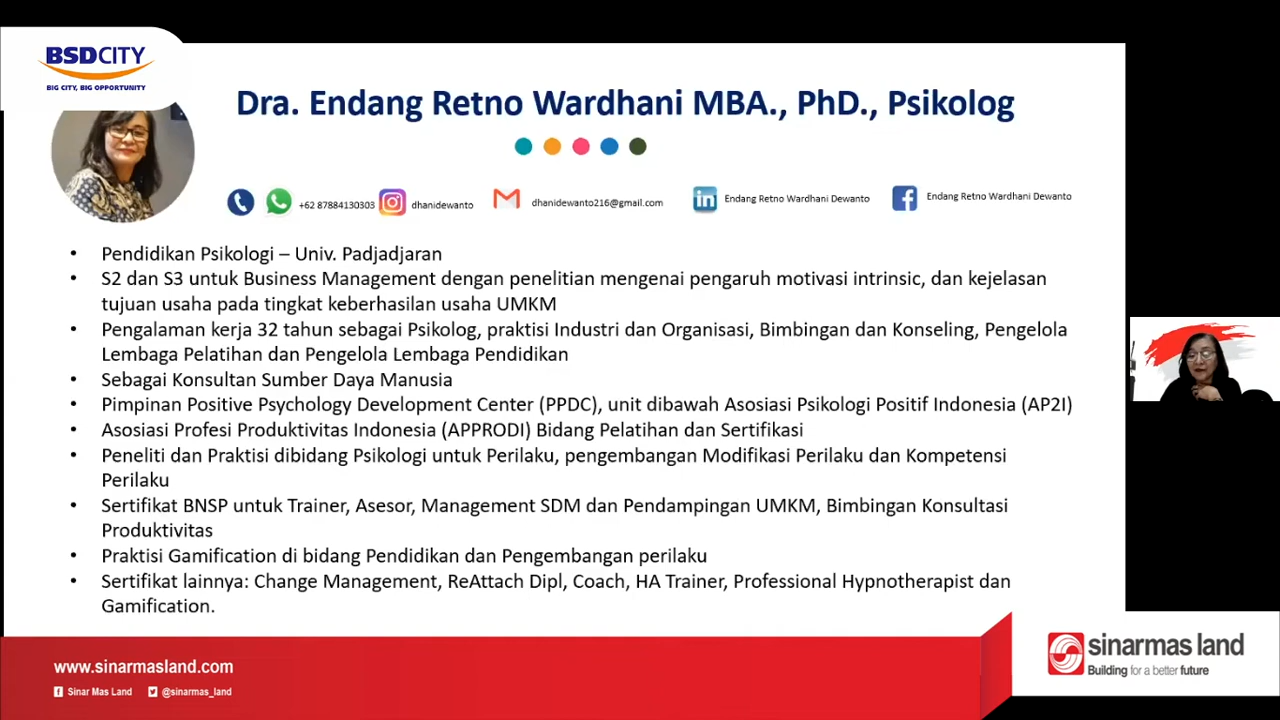 BSDCITY
BIG CITY, BIG OPPORTUNITY
Dra. Endang Retno Wardhani MBA., PhD., Psikolog
+62 87884130303
dhanidewanto
dhanidewanto216@gmail.com
Endang Retno Wardhani Dewanto
Endang Retno Wardhani Dewanto
• Pendidikan Psikologi – Univ. Padjadjaran
• S2 dan S3 untuk Business Management dengan penelitian mengenai pengaruh motivasi intrinsic, dan kejelasan
tujuan usaha pada tingkat keberhasilan usaha UMKM
• Pengalaman kerja 32 tahun sebagai Psikolog, praktisi Industri dan Organisasi, Bimbingan dan Konseling, Pengelola
Lembaga Pelatihan dan Pengelola Lembaga Pendidikan
• Sebagai Konsultan Sumber Daya Manusia
• Pimpinan Positive Psychology Development Center (PPDC), unit dibawah Asosiasi Psikologi Positif Indonesia (AP2I)
• Asosiasi Profesi Produktivitas Indonesia (APPRODI) Bidang Pelatihan dan Sertifikasi
• Peneliti dan Praktisi dibidang Psikologi untuk Perilaku, pengembangan Modifikasi Perilaku dan Kompetensi
Perilaku
• Sertifikat BNSP untuk Trainer, Asesor, Management SDM dan Pendampingan UMKM, Bimbingan Konsultasi
Produktivitas
• Praktisi Gamification di bidang Pendidikan dan Pengembangan perilaku
• Sertifikat lainnya: Change Management, ReAttach Dipl, Coach, HA Trainer, Professional Hypnotherapist dan
Gamification.
www.sinarmasland.com
Sinar Mas Land
@sinarmas_land
sinarmas land
Building for a better future